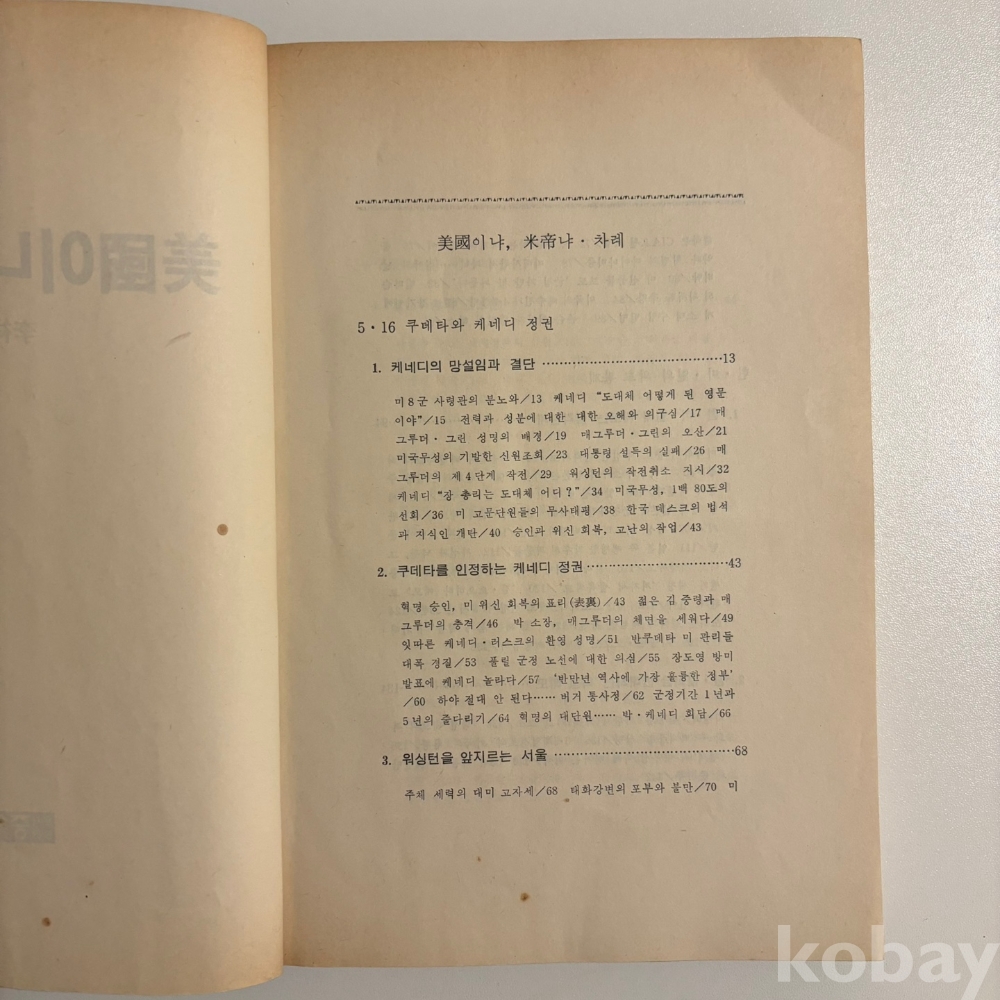 美國이냐
李
美國이냐, 米帝냐·차례
5·16 쿠데타와 케네디 정권
1. 케네디의 망설임과 결단 ……………………………………13
미8군 사령관의 분노와/13 케네디 “도대체 어떻게 된 영문
이야”/15 전력과 성분에 대한 대한 오해와 의구심/17 매
그루더·그린 성명의 배경/19 매그루더·그린의 오산/21
미국무성의 기발한 신원조회/23 대통령 설득의 실패/26 매
그루더의 제4단계 작전/29 워싱턴의 작전취소 지시/32
케네디 “장 총리는 도대체 어디?”/34 미국무성, 1백 80도의
선회/36 미 고문단원들의 무사태평/38 한국 데스크의 법석
과 지식인 개탄/40 승인과 위신 회복, 고난의 작업/43
2. 쿠데타를 인정하는 케네디 정권 ……………………………43
혁명 승인, 미 위신 회복의 표리(表裏)/43 젊은 김 중령과 매
그루더의 충격/46 박 소장, 매그루더의 체면을 세워다/49
잇따른 케네디·러스크의 환영 성명/51 반쿠데타 미 관리들
대폭 경질/53 풀릴 군정 노선에 대한 의심/55 장도영 방미
발표에 케네디 놀라다/57 ‘반만년 역사에 가장 훌륭한 정부’
/60 하야 절대 안 된다…… 버거 통사정/62 군정기간 1년과
5년의 줄다리기/64 혁명의 대단원…… 박·케네디 회담/66
3. 워싱턴을 앞지르는 서울 ……………………………………68
주체 세력의 대미 고자세/68 태화강변의 포부와 불만/70 미
kobay